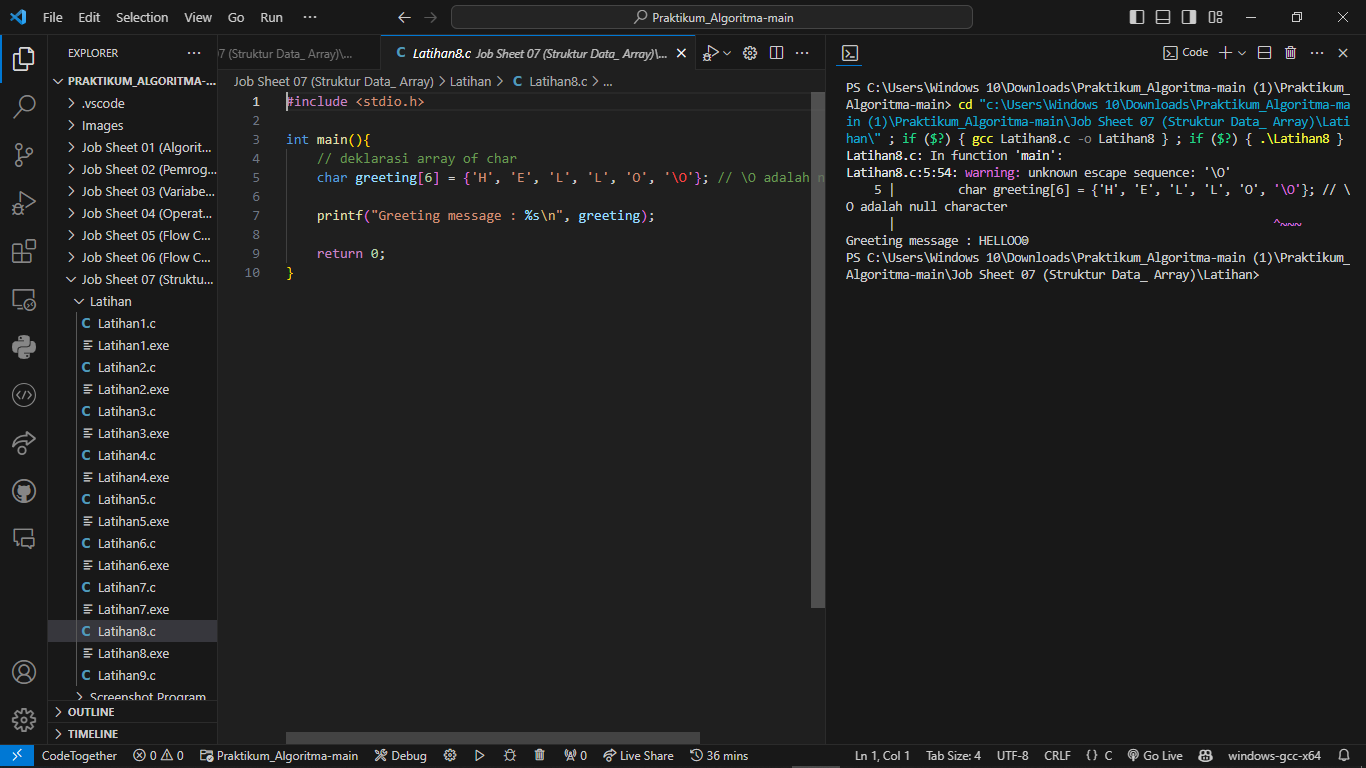 File Edit Selection View Go Run ··· Praktikum_Algoritma-main
EXPLORER ···
PRAKTIKUM_ALGORITMA-...
.vscode
Images
Job Sheet 01 (Algorit...
Job Sheet 02 (Pemrog...
Job Sheet 03 (Variabe...
Job Sheet 04 (Operat...
Job Sheet 05 (Flow C...
Job Sheet 06 (Flow C...
Job Sheet 07 (Struktu...
Latihan
C Latihan1.c
Latihan1.exe
C Latihan2.c
Latihan2.exe
C Latihan3.c
Latihan3.exe
C Latihan4.c
Latihan4.exe
C Latihan5.c
Latihan5.exe
C Latihan6.c
Latihan6.exe
C Latihan7.c
Latihan7.exe
C Latihan8.c
Latihan8.exe
C Latihan9.c
Screenshot Program
OUTLINE
TIMELINE
7 (Struktur Data_Array)\... C Latihan8.c Job Sheet 07 (Struktur Data_ Array)\L... ···
Job Sheet 07 (Struktur Data_ Array) > Latihan > C Latihan8.c > ...
1 #include <stdio.h>
2
3 int main(){
4 // deklarasi array of char
5 char greeting[6] = {'H', 'E', 'L', 'L', 'O', '\O'}; // \O adalah n
6
7 printf("Greeting message : %s\n", greeting);
8
9 return 0;
10 }
Code ···
PS C:\Users\Windows 10\Downloads\Praktikum_Algoritma-main (1)\Praktikum_
Algoritma-main> cd "c:\Users\Windows 10\Downloads\Praktikum_Algoritma-ma
in (1)\Praktikum_Algoritma-main\Job Sheet 07 (Struktur Data_ Array)\Lati
han\" ; if ($?) { gcc Latihan8.c -o Latihan8 } ; if ($?) { .\Latihan8 }
Latihan8.c: In function 'main':
Latihan8.c:5:54: warning: unknown escape sequence: '\O'
5 | char greeting[6] = {'H', 'E', 'L', 'L', 'O', '\O'}; // \
O adalah null character
| ^~~~
Greeting message : HELLOO@
PS C:\Users\Windows 10\Downloads\Praktikum_Algoritma-main (1)\Praktikum_
Algoritma-main\Job Sheet 07 (Struktur Data_ Array)\Latihan>
CodeTogether 0 0 Praktikum_Algoritma-main Debug 0 Live Share 36 mins Ln 1, Col 1 Tab Size: 4 UTF-8 CRLF { } C Go Live windows-gcc-x64